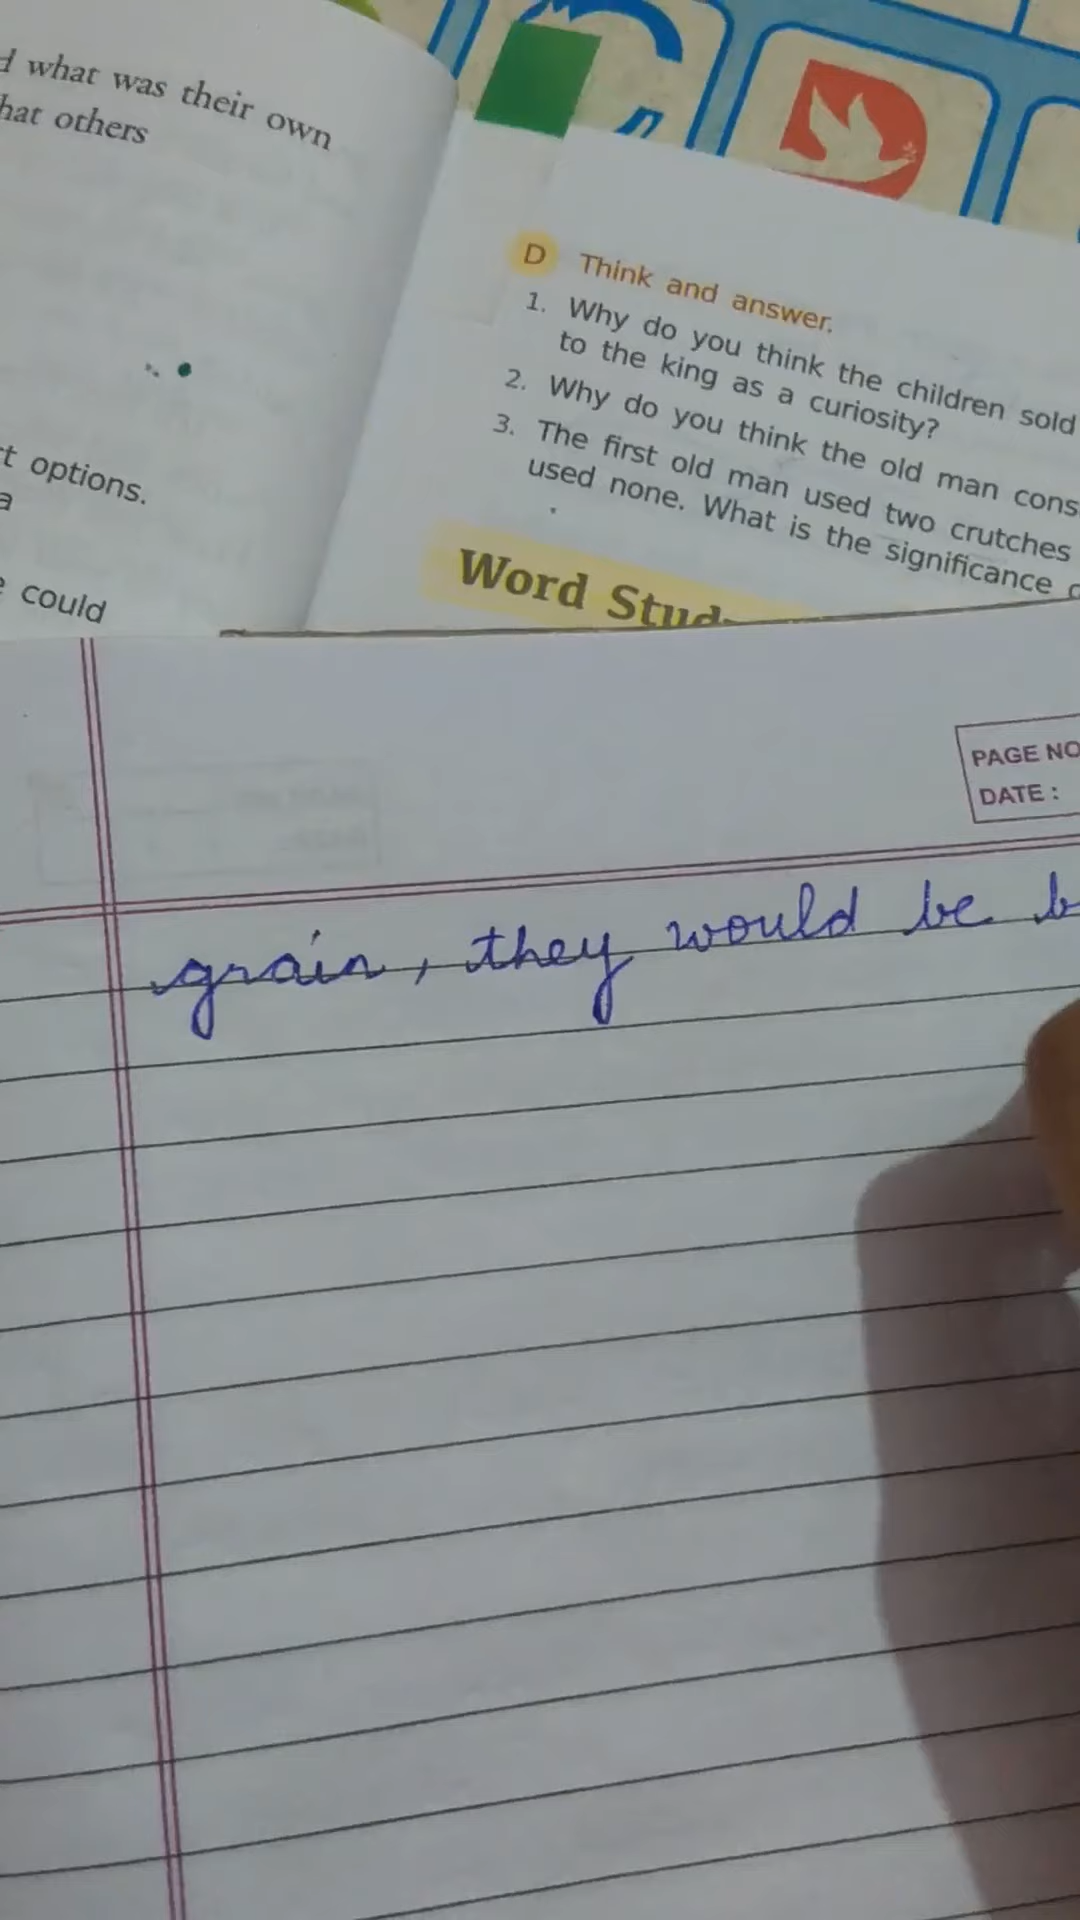 what was their own
hat others
options.
a
could
D Think and answer.
1. Why do you think the children sold
to the king as a curiosity?
2. Why do you think the old man cons
3. The first old man used two crutches
used none. What is the significance
Word Stud
PAGE NO
DATE :
grain, they would be b